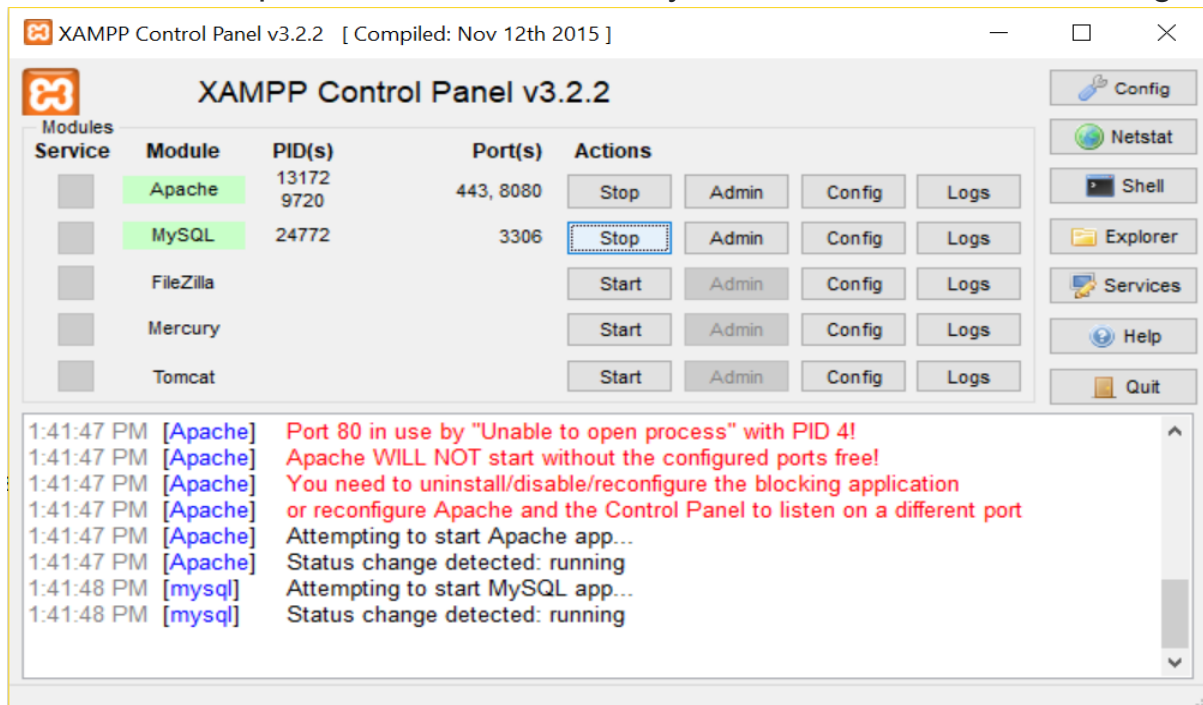 XAMPP Control Panel v3.2.2 [ Compiled: Nov 12th 2015 ]
XAMPP Control Panel v3.2.2
Config
Modules
Service Module PID(s) Port(s) Actions
Netstat
Apache 13172 9720 443, 8080 Stop Admin Config Logs
Shell
MySQL 24772 3306 Stop Admin Config Logs
Explorer
FileZilla Start Admin Config Logs
Services
Mercury Start Admin Config Logs
Help
Tomcat Start Admin Config Logs
Quit
1:41:47 PM [Apache] Port 80 in use by "Unable to open process" with PID 4!
1:41:47 PM [Apache] Apache WILL NOT start without the configured ports free!
1:41:47 PM [Apache] You need to uninstall/disable/reconfigure the blocking application
1:41:47 PM [Apache] or reconfigure Apache and the Control Panel to listen on a different port
1:41:47 PM [Apache] Attempting to start Apache app...
1:41:47 PM [Apache] Status change detected: running
1:41:48 PM [mysql] Attempting to start MySQL app...
1:41:48 PM [mysql] Status change detected: running